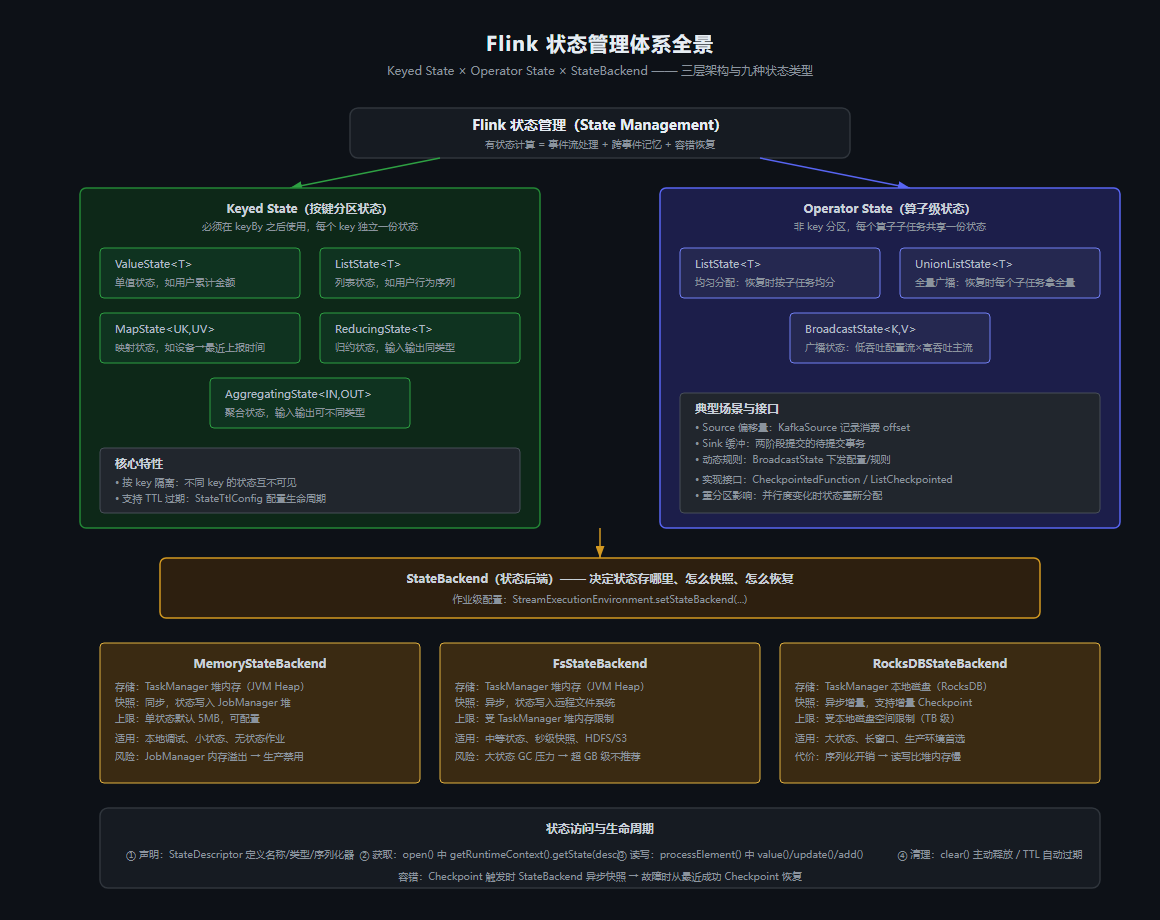 Flink 状态管理体系全景
Keyed State × Operator State × StateBackend —— 三层架构与九种状态类型
Flink 状态管理（State Management）
有状态计算 = 事件流处理 + 跨事件记忆 + 容错恢复
Keyed State（按键分区状态）
必须在 keyBy 之后使用，每个 key 独立一份状态
ValueState<T>
单值状态，如用户累计金额
ListState<T>
列表状态，如用户行为序列
MapState<UK,UV>
映射状态，如设备→最近上报时间
ReducingState<T>
归约状态，输入输出同类型
AggregatingState<IN,OUT>
聚合状态，输入输出可不同类型
核心特性
• 按 key 隔离：不同 key 的状态互不可见
• 支持 TTL 过期：StateTtlConfig 配置生命周期
Operator State（算子级状态）
非 key 分区，每个算子子任务共享一份状态
ListState<T>
均匀分配：恢复时按子任务均分
UnionListState<T>
全量广播：恢复时每个子任务拿全量
BroadcastState<K,V>
广播状态：低吞吐配置流×高吞吐主流
典型场景与接口
• Source 偏移量：KafkaSource 记录消费 offset
• Sink 缓冲：两阶段提交的待提交事务
• 动态规则：BroadcastState 下发配置/规则
• 实现接口：CheckpointedFunction / ListCheckpointed
• 重分区影响：并行度变化时状态重新分配
StateBackend（状态后端）—— 决定状态存哪里、怎么快照、怎么恢复
作业级配置：StreamExecutionEnvironment.setStateBackend(...)
MemoryStateBackend
存储：TaskManager 堆内存（JVM Heap）
快照：同步，状态写入 JobManager 堆
上限：单状态默认 5MB，可配置
适用：本地调试、小状态、无状态作业
风险：JobManager 内存溢出 → 生产禁用
FsStateBackend
存储：TaskManager 堆内存（JVM Heap）
快照：异步，状态写入远程文件系统
上限：受 TaskManager 堆内存限制
适用：中等状态、秒级快照、HDFS/S3
风险：大状态 GC 压力 → 超 GB 级不推荐
RocksDBStateBackend
存储：TaskManager 本地磁盘（RocksDB）
快照：异步增量，支持增量 Checkpoint
上限：受本地磁盘空间限制（TB 级）
适用：大状态、长窗口、生产环境首选
代价：序列化开销 → 读写比堆内存慢
状态访问与生命周期
① 声明：StateDescriptor 定义名称/类型/序列化器
② 获取：open() 中 getRuntimeContext().getState(desc)
③ 读写：processElement() 中 value()/update()/add()
④ 清理：clear() 主动释放 / TTL 自动过期
容错：Checkpoint 触发时 StateBackend 异步快照 → 故障时从最近成功 Checkpoint 恢复